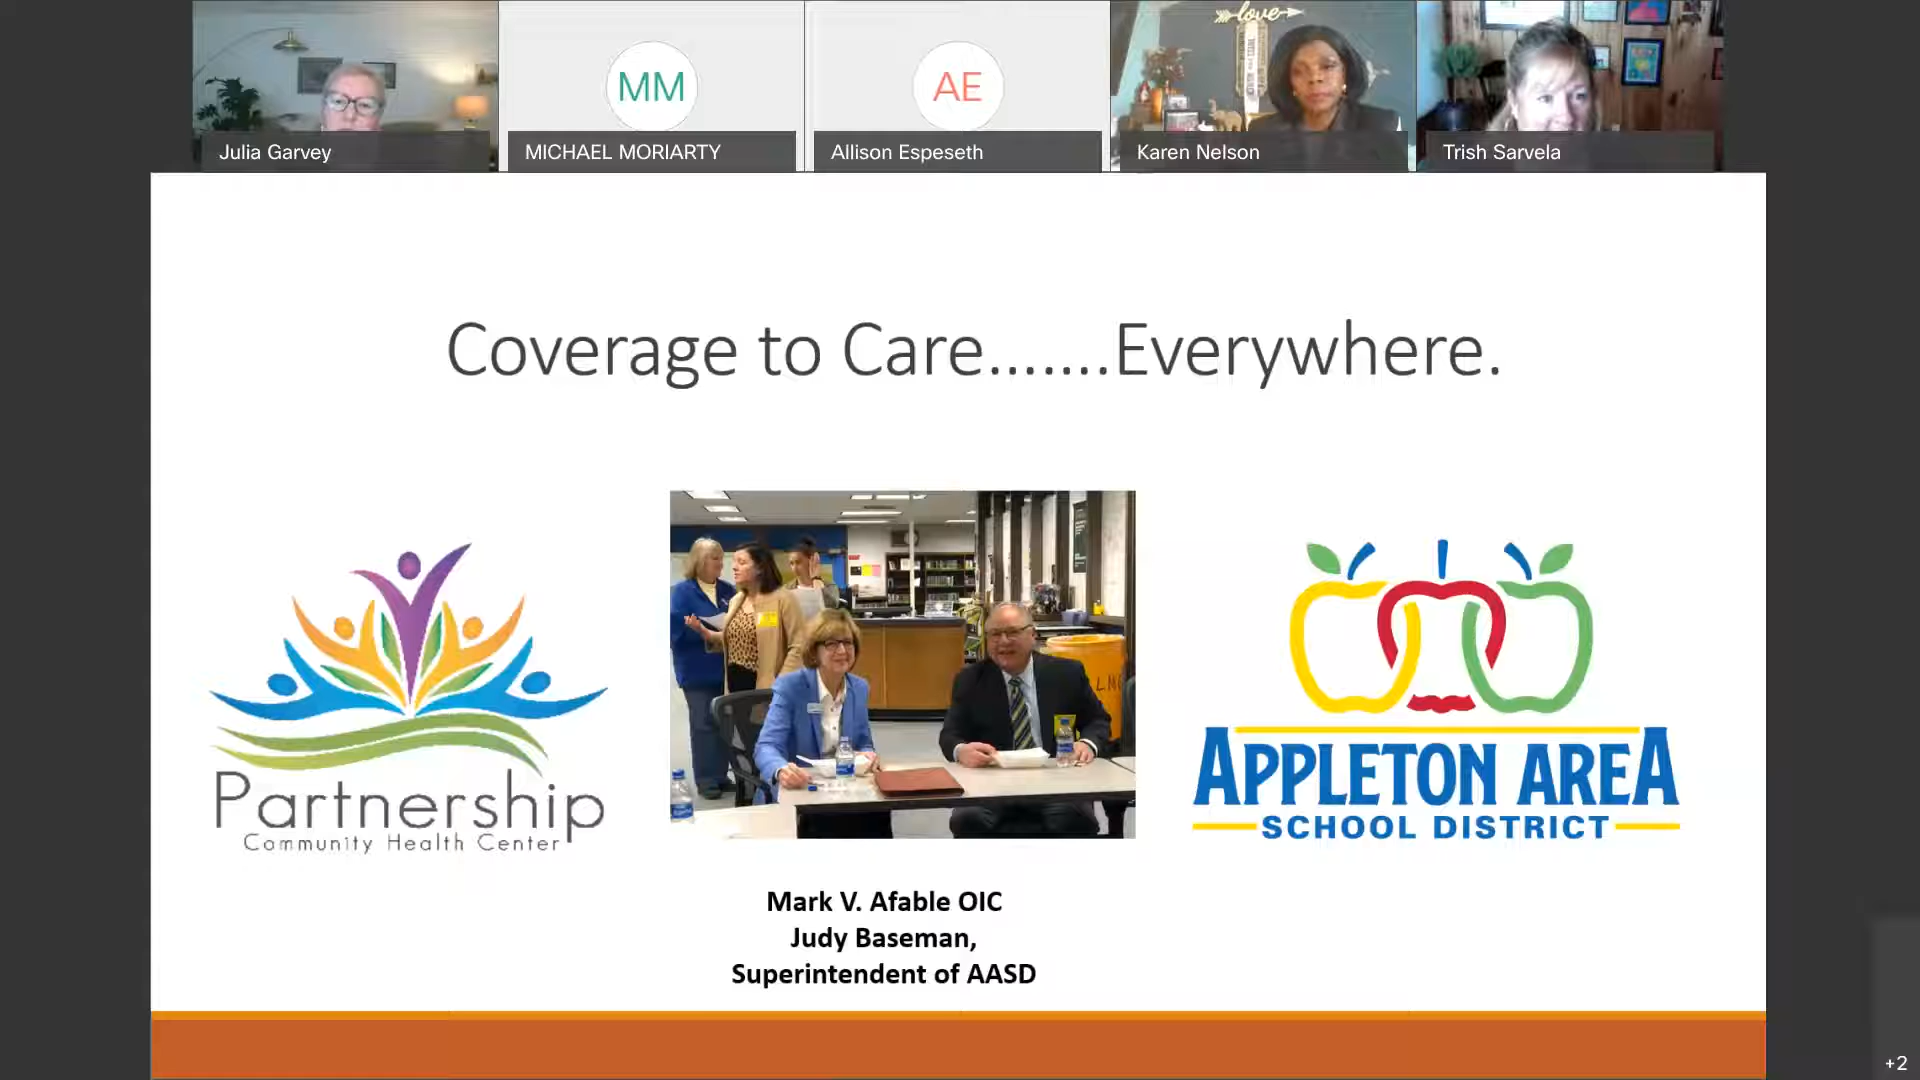 love
MM
AE
Julia Garvey
MICHAEL MORIARTY
Allison Espeseth
Karen Nelson
Trish Sarvela
Coverage to Care.......Everywhere.
Partnership
Community Health Center
APPLETON AREA
SCHOOL DISTRICT
Mark V. Afable OIC
Judy Baseman,
Superintendent of AASD
+2